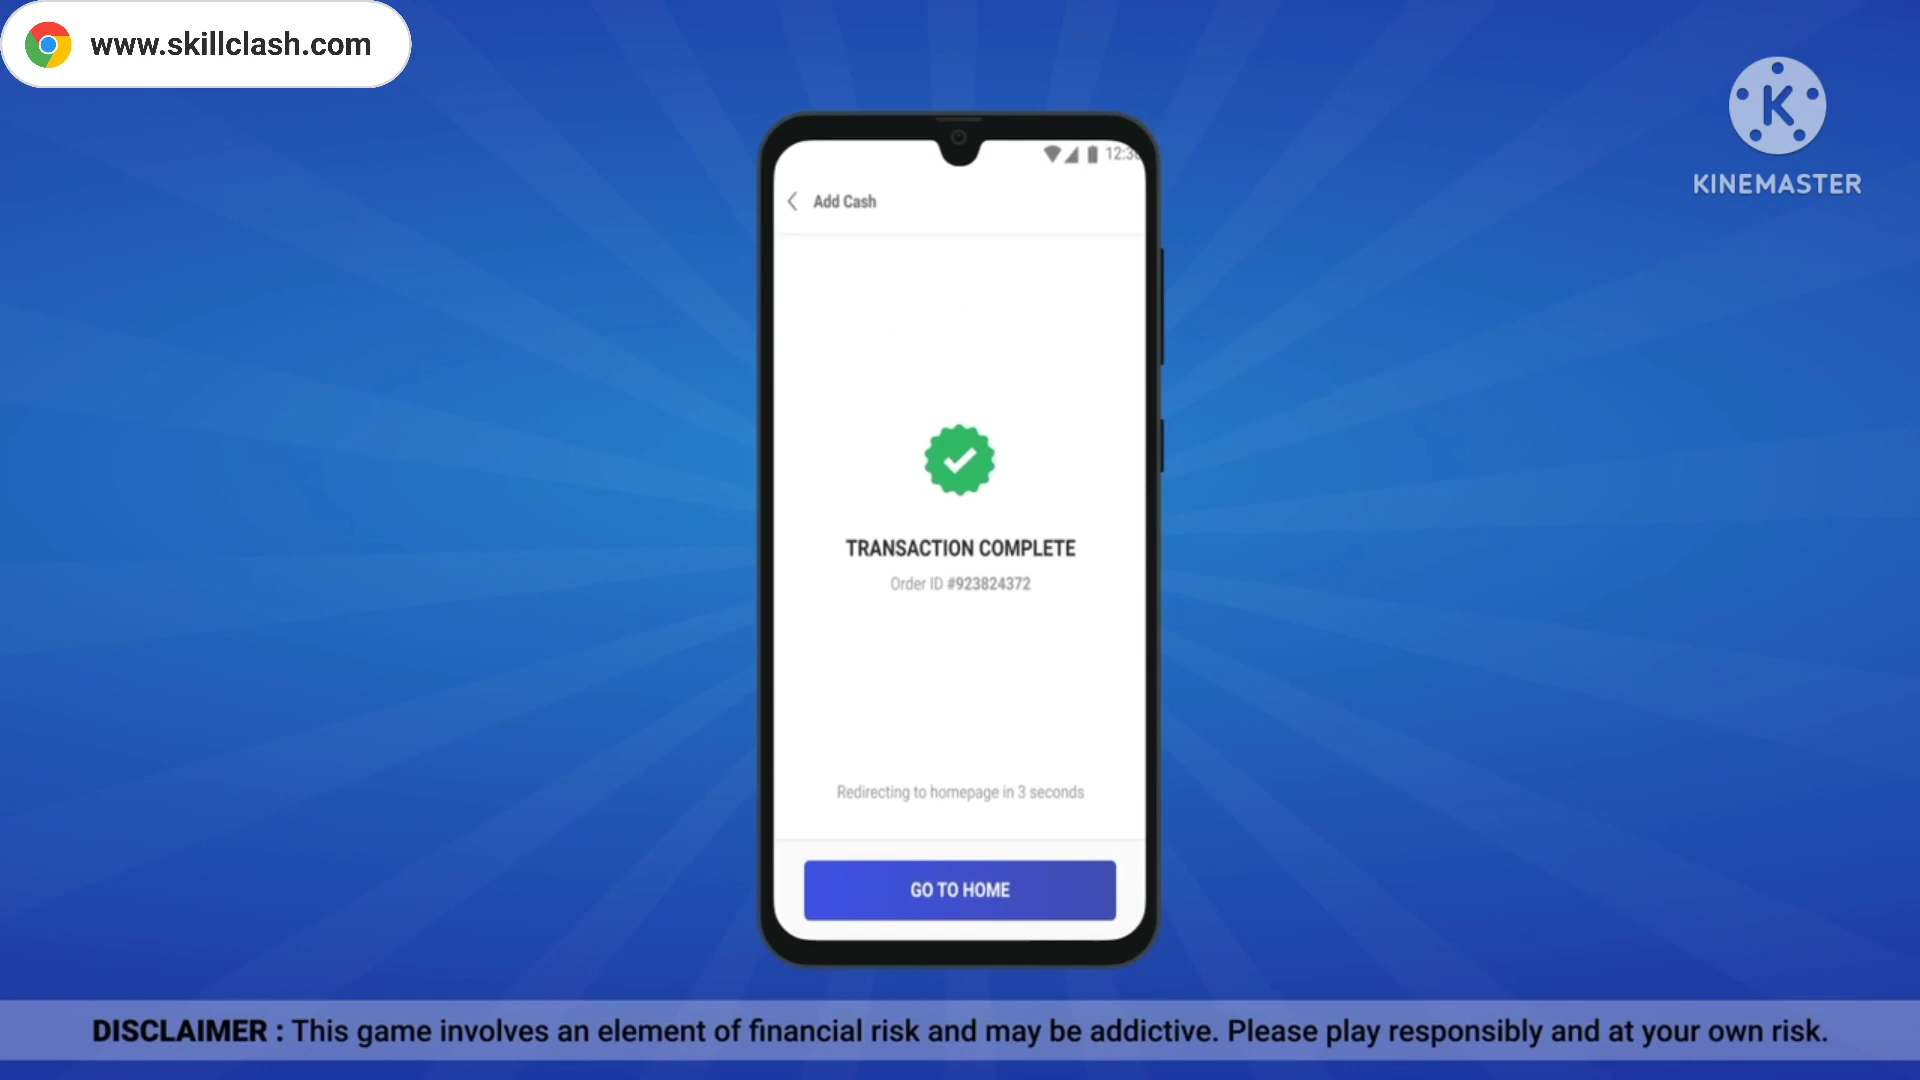 www.skillclash.com
KINEMASTER
Add Cash
TRANSACTION COMPLETE
Order ID #923824372
Redirecting to homepage in 3 seconds
GO TO HOME
DISCLAIMER : This game involves an element of financial risk and may be addictive. Please play responsibly and at your own risk.